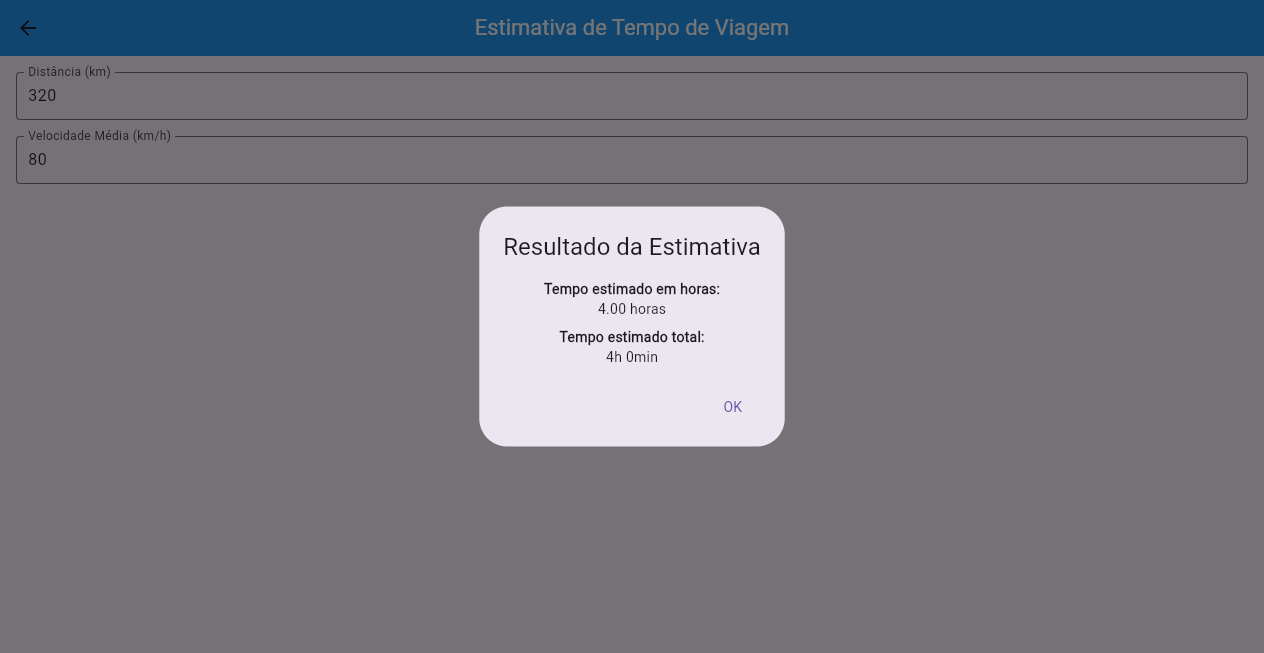 Estimativa de Tempo de Viagem
Distância (km)
320
Velocidade Média (km/h)
80
Resultado da Estimativa
Tempo estimado em horas:
4.00 horas
Tempo estimado total:
4h 0min
OK